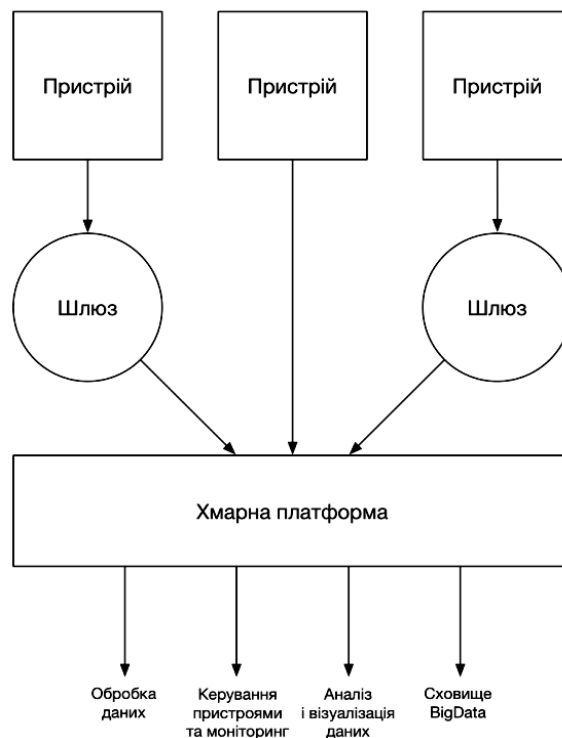 Пристрій Пристрій Пристрій
Шлюз Шлюз
Хмарна платформа
Обробка
даних
Керування
пристроями
та моніторинг
Аналіз
і візуалізація
даних
Сховище
BigData